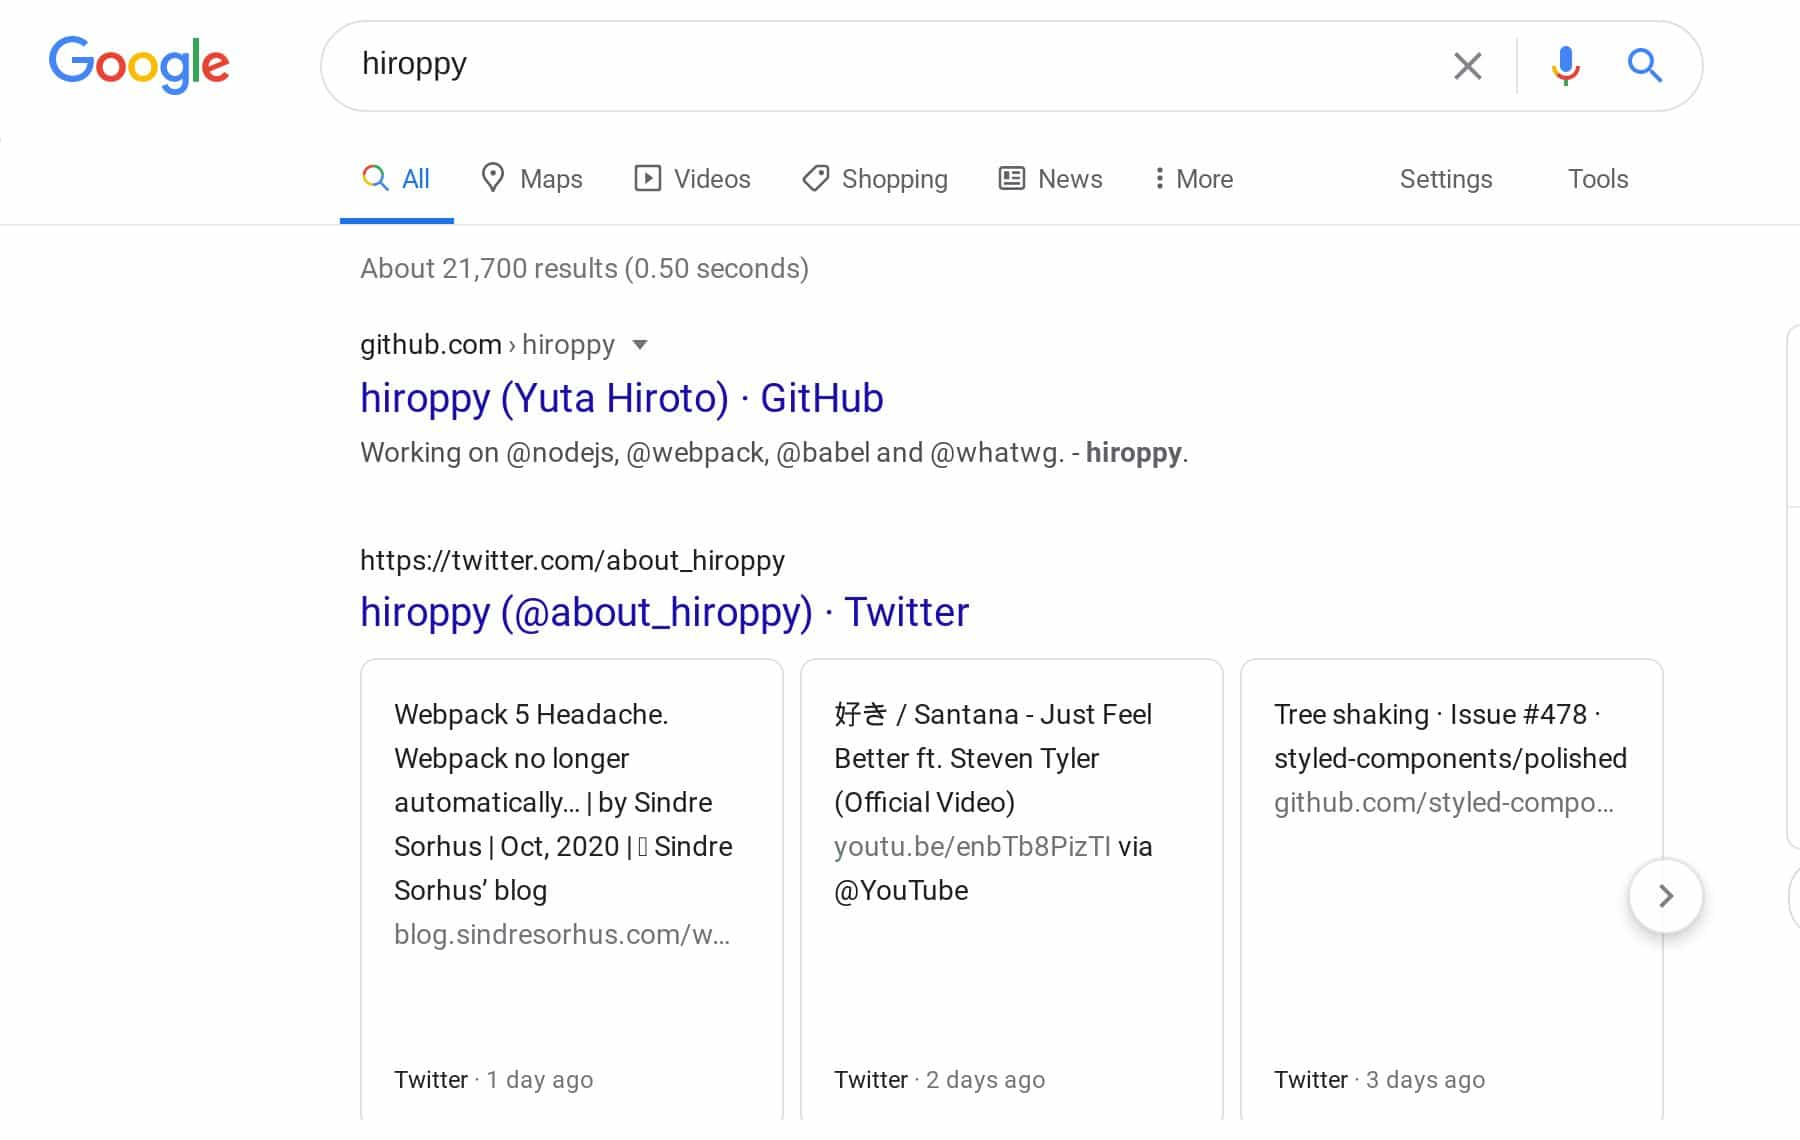 Google
hiroppy
All Maps Videos Shopping News More Settings Tools
About 21,700 results (0.50 seconds)
github.com › hiroppy
hiroppy (Yuta Hiroto) · GitHub
Working on @nodejs, @webpack, @babel and @whatwg. - hiroppy.
https://twitter.com/about_hiroppy
hiroppy (@about_hiroppy) · Twitter
Webpack 5 Headache.
Webpack no longer
automatically... | by Sindre
Sorhus | Oct, 2020 | Sindre
Sorhus’ blog
blog.sindresorhus.com/w...
Twitter · 1 day ago
好き / Santana - Just Feel
Better ft. Steven Tyler
(Official Video)
youtu.be/enbTb8PizTI via
@YouTube
Twitter · 2 days ago
Tree shaking · Issue #478 ·
styled-components/polished
github.com/styled-compo...
Twitter · 3 days ago